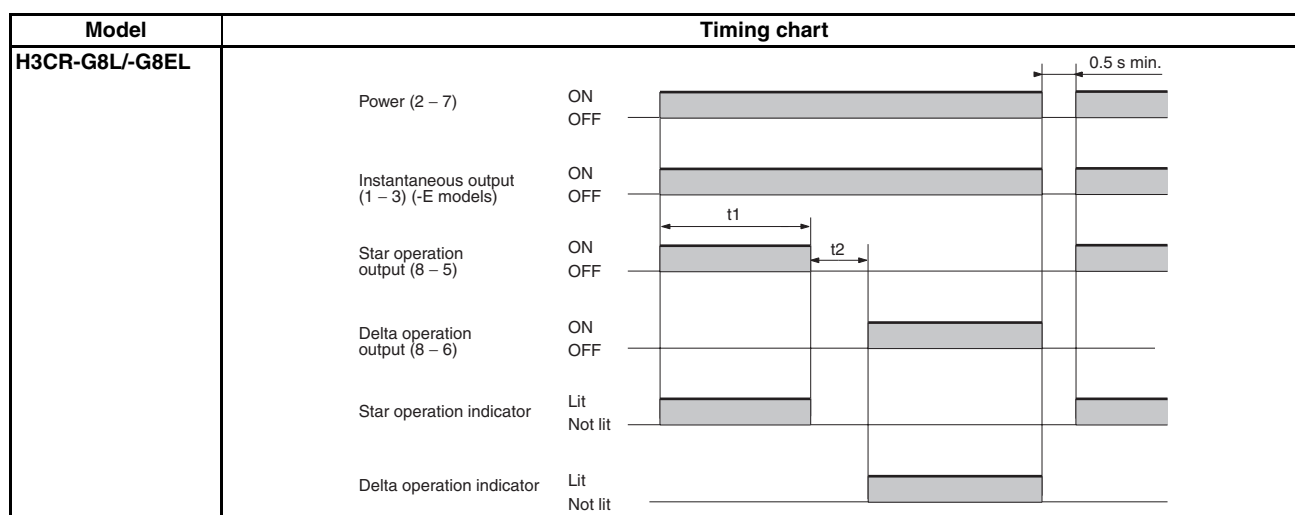 Model
Timing chart
H3CR-G8L/-G8EL
0.5 s min.
Power (2 − 7)
ON
OFF
Instantaneous output
(1 − 3) (-E models)
ON
OFF
t1
Star operation
output (8 − 5)
ON
OFF
t2
Delta operation
output (8 − 6)
ON
OFF
Star operation indicator
Lit
Not lit
Delta operation indicator
Lit
Not lit